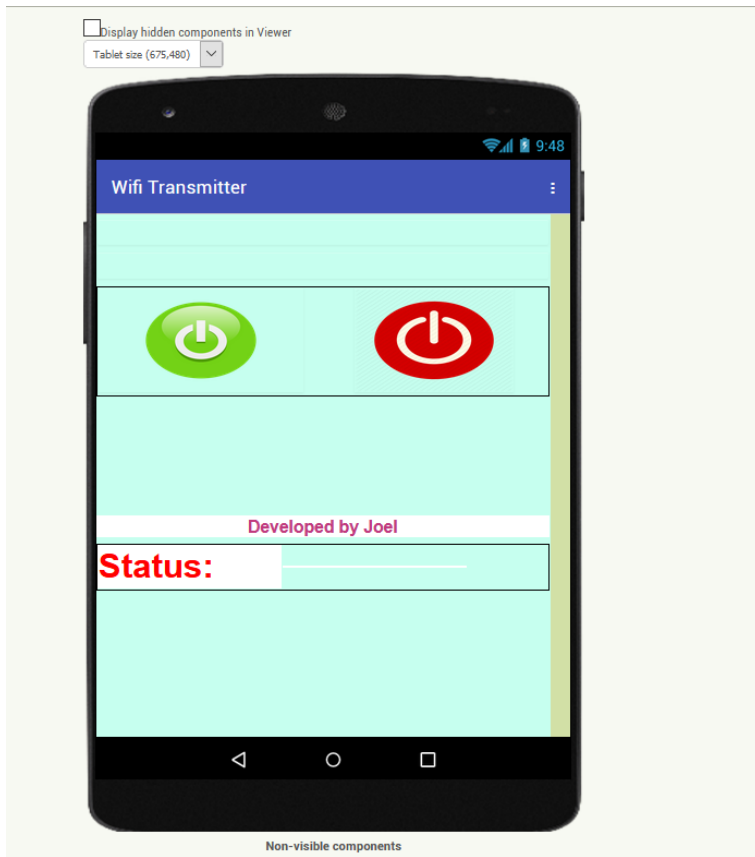 Display hidden components in Viewer
Tablet size (675,480)
9:48
Wifi Transmitter
Developed by Joel
Status:
Non-visible components